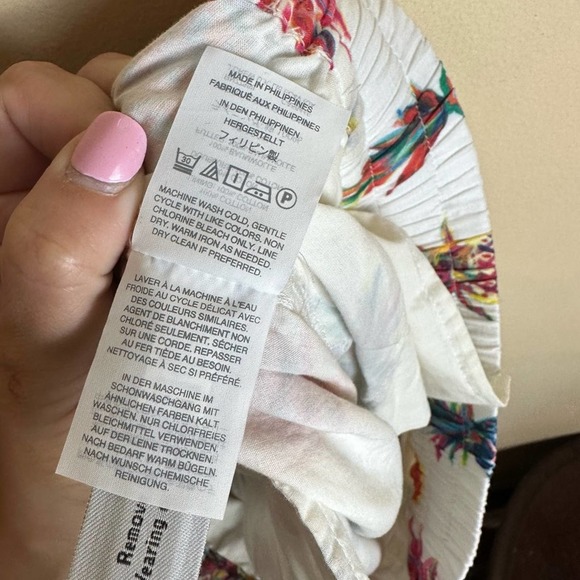 MADE IN PHILIPPINES
FABRIQUÉ AUX PHILIPPINES
IN DEN PHILIPPINEN
HERGESTELLT
フィリピン製
30
MACHINE WASH COLD, GENTLE
CYCLE WITH LIKE COLORS. NON
CHLORINE BLEACH ONLY. LINE
DRY. WARM IRON AS NEEDED.
DRY CLEAN IF PREFERRED.
LAVER À LA MACHINE À L'EAU
FROIDE AU CYCLE DÉLICAT AVEC
DES COULEURS SIMILAIRES.
AGENT DE BLANCHIMENT NON
CHLORÉ SEULEMENT. SÉCHER
SUR UNE CORDE. REPASSER
AU FER TIÈDE AU BESOIN.
NETTOYAGE À SEC SI PRÉFÉRÉ.
IN DER MASCHINE IM
SCHONWASCHGANG MIT
ÄHNLICHEN FARBEN KALT
WASCHEN. NUR CHLORFREIES
BLEICHMITTEL VERWENDEN.
AUF DER LEINE TROCKNEN.
NACH BEDARF WARM BÜGELN.
NACH WUNSCH CHEMISCHE
REINIGUNG.